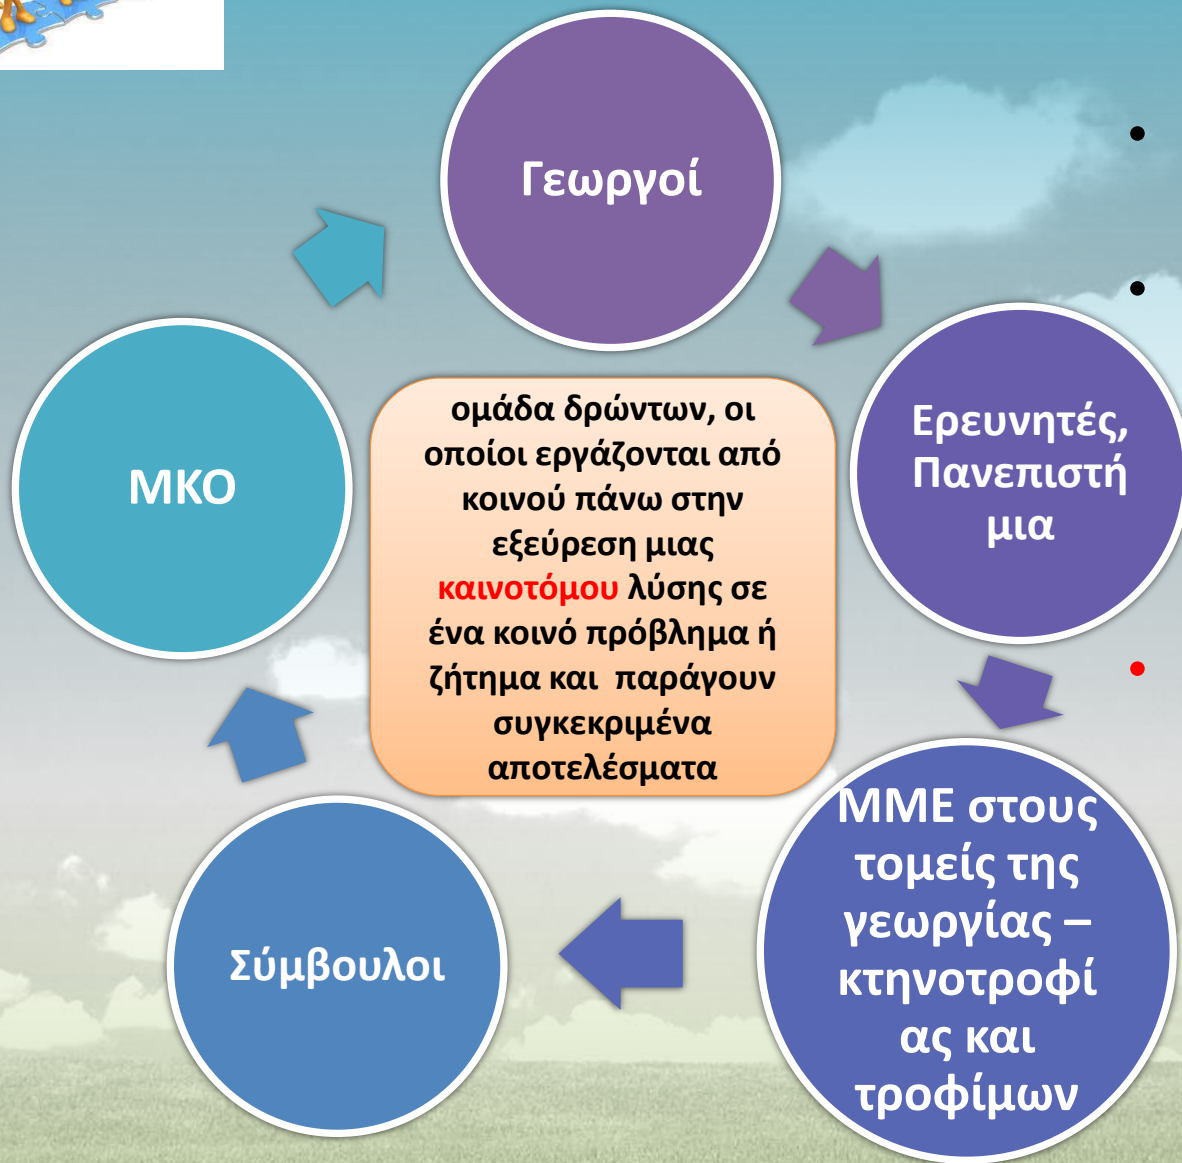 Γεωργοί
Ερευνητές,
Πανεπιστή
μια
ΜΜΕ στους
τομείς της
γεωργίας –
κτηνοτροφί
ας και
τροφίμων
Σύμβουλοι
ΜΚΟ
ομάδα δρώντων, οι
οποίοι εργάζονται από
κοινού πάνω στην
εξεύρεση μιας
καινοτόμου λύσης σε
ένα κοινό πρόβλημα ή
ζήτημα και παράγουν
συγκεκριμένα
αποτελέσματα